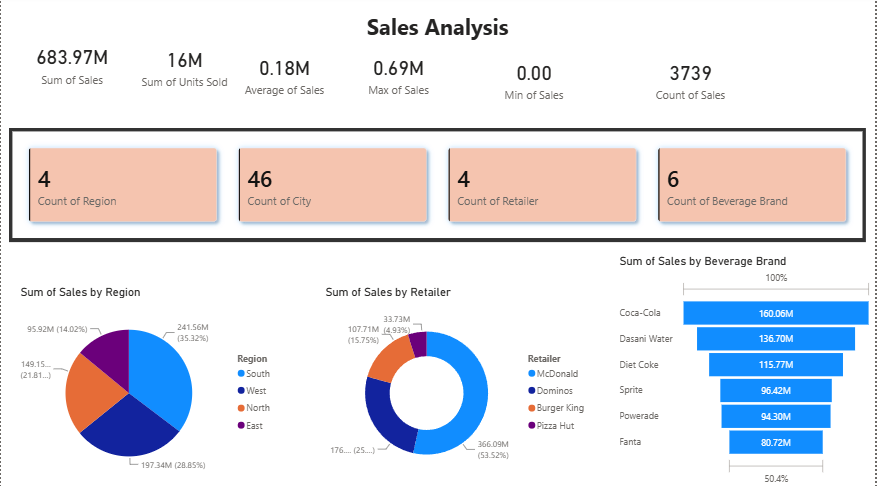 Sales Analysis
683.97M
Sum of Sales
16M
Sum of Units Sold
0.18M
Average of Sales
0.69M
Max of Sales
0.00
Min of Sales
3739
Count of Sales
4
Count of Region
46
Count of City
4
Count of Retailer
6
Count of Beverage Brand
Sum of Sales by Region
95.92M (14.02%)
241.56M
(35.32%)
149.15...
(21.81...)
197.34M (28.85%)
Region
South
West
North
East
Sum of Sales by Retailer
33.73M
(4.93%)
107.71M
(15.75%)
176.... (25....)
366.09M
(53.52%)
Retailer
McDonald
Dominos
Burger King
Pizza Hut
Sum of Sales by Beverage Brand
100%
Coca-Cola 160.06M
Dasani Water 136.70M
Diet Coke 115.77M
Sprite 96.42M
Powerade 94.30M
Fanta 80.72M
50.4%